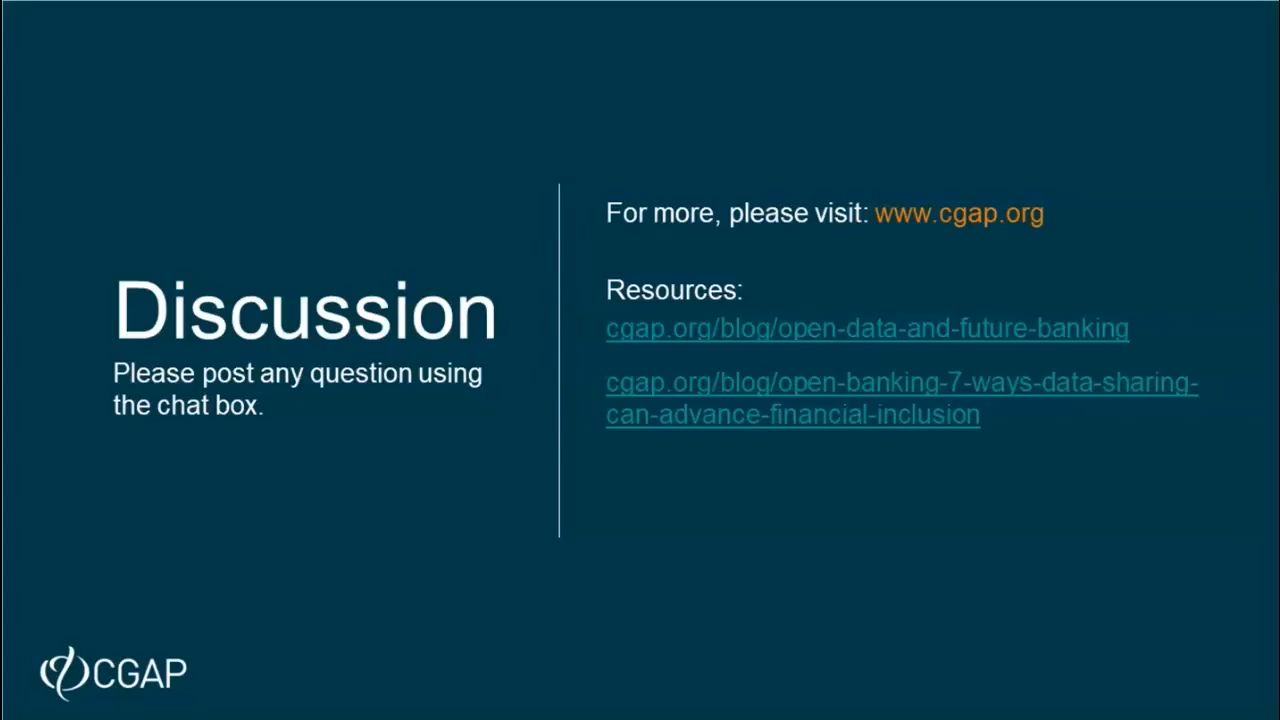 Discussion
Please post any question using
the chat box.
For more, please visit: www.cgap.org
Resources:
cgap.org/blog/open-data-and-future-banking
cgap.org/blog/open-banking-7-ways-data-sharing-
can-advance-financial-inclusion
CGAP